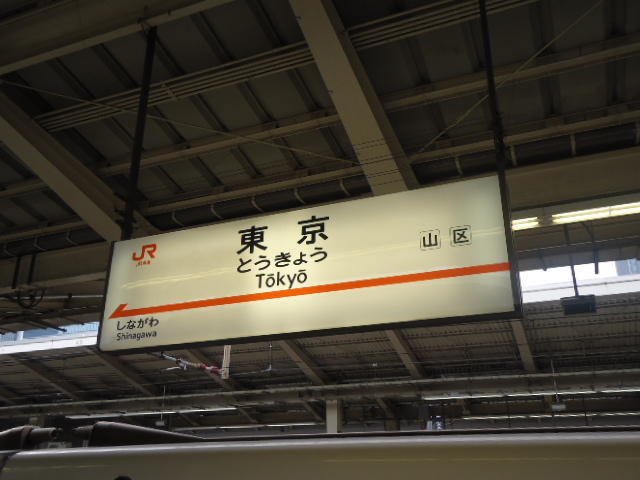 JR
東京
山 区
とうきょう
Tōkyō
しながわ
Shinagawa